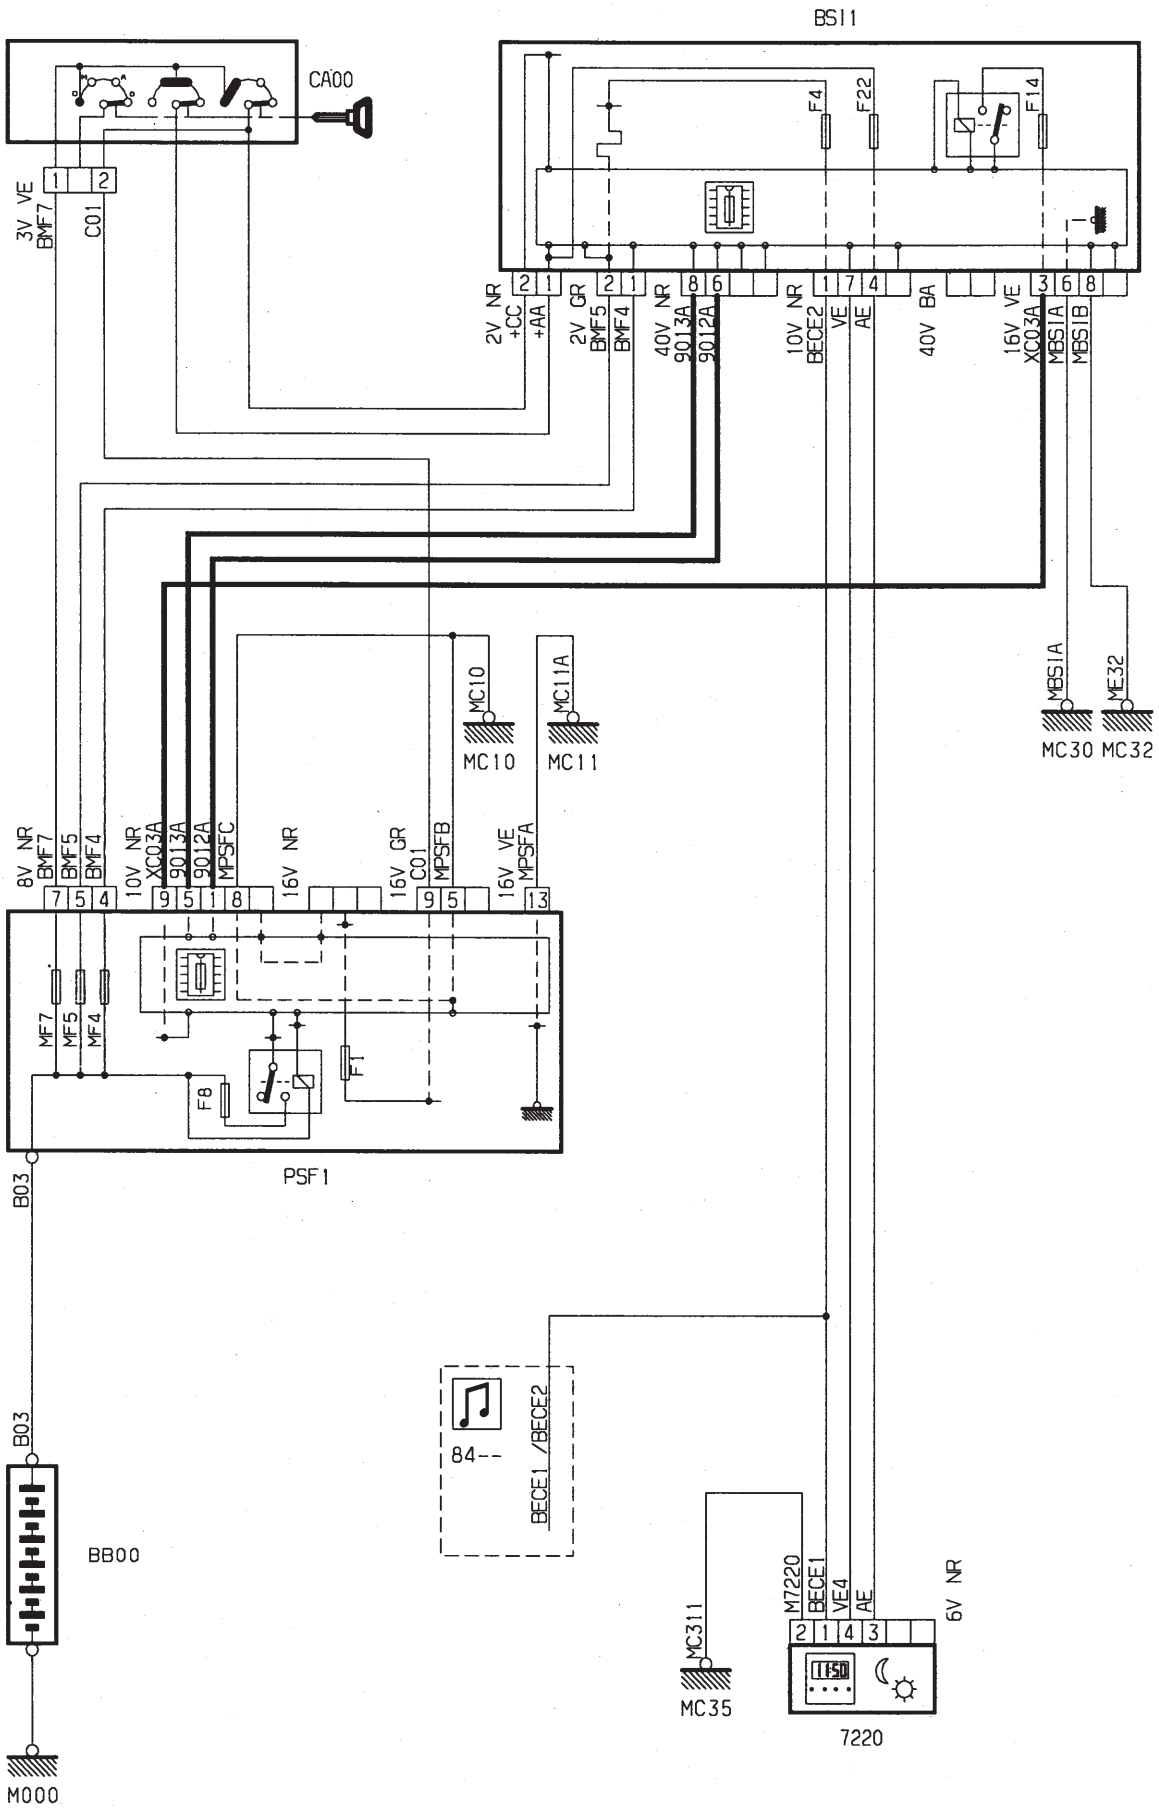 BSI1
CA00
M A
D
F4
F22
F14
1 2
3V VE
BMF7
C01
2 1
2 1
8 6
1 7 4
3 6 8
2V NR
+CC
+AA
2V GR
BMF5
BMF4
40V NR
9013A
9012A
10V NR
BECE2
VE
AE
40V BA
16V VE
XC03A
MBS1A
MBS1B
MC10
MC11A
MBS1A
ME32
MC10
MC11
MC30
MC32
8V NR
BMF7
BMF5
BMF4
10V NR
XC03A
9013A
9012A
MPSFC
16V NR
16V GR
C01
MPSFB
16V VE
MPSFA
7 5 4
9 5 1 8
9 5
13
MF7
MF5
MF4
F8
F1
PSF1
B03
B03
84--
BECE1 /BECE2
BB00
M7220
BECE1
VE4
AE
6V NR
MC311
2 1 4 3
11:50
MC35
7220
M000